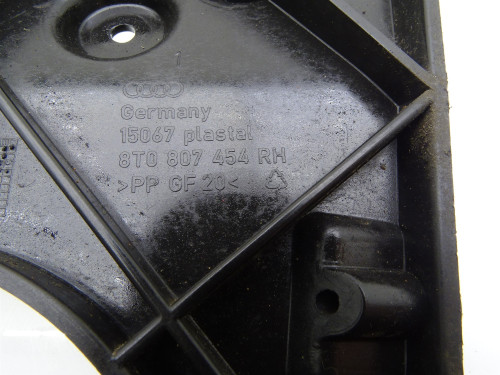 Germany
15067 plastal
8T0 807 454 RH
>PP GF 20<